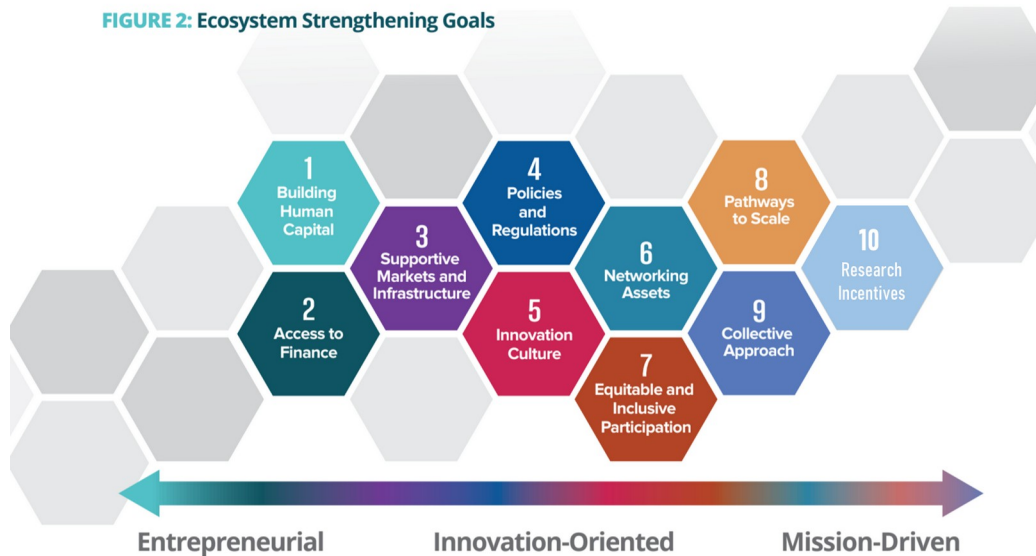 FIGURE 2: Ecosystem Strengthening Goals
1
Building
Human
Capital
2
Access to
Finance
3
Supportive
Markets and
Infrastructure
4
Policies
and
Regulations
5
Innovation
Culture
6
Networking
Assets
7
Equitable and
Inclusive
Participation
8
Pathways
to Scale
9
Collective
Approach
10
Research
Incentives
Entrepreneurial
Innovation-Oriented
Mission-Driven